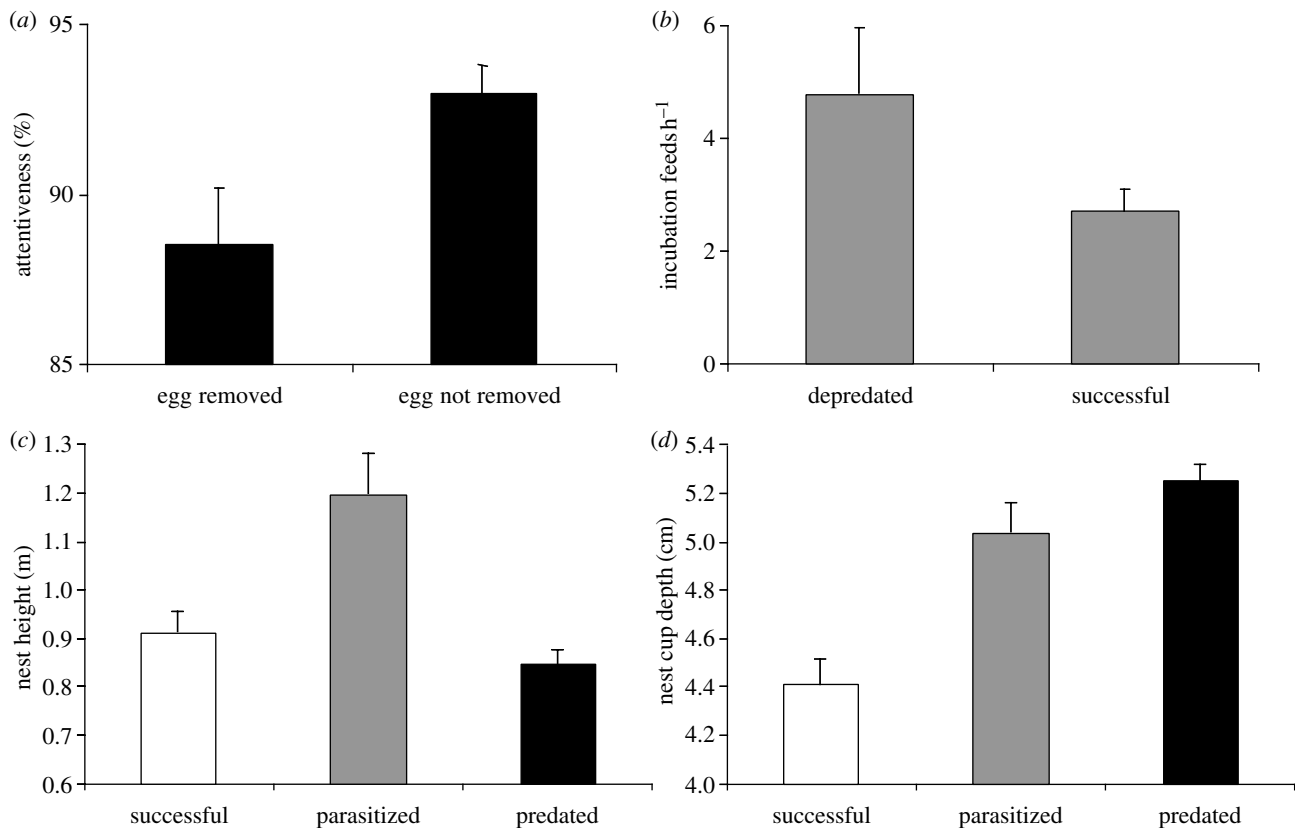 (a)
95
90
85
attentiveness (%)
egg removed
egg not removed
(b)
6
4
2
0
incubation feeds h⁻¹
depredated
successful
(c)
1.3
1.2
1.1
1.0
0.9
0.8
0.7
0.6
nest height (m)
successful
parasitized
predated
(d)
5.4
5.2
5.0
4.8
4.6
4.4
4.2
4.0
nest cup depth (cm)
successful
parasitized
predated